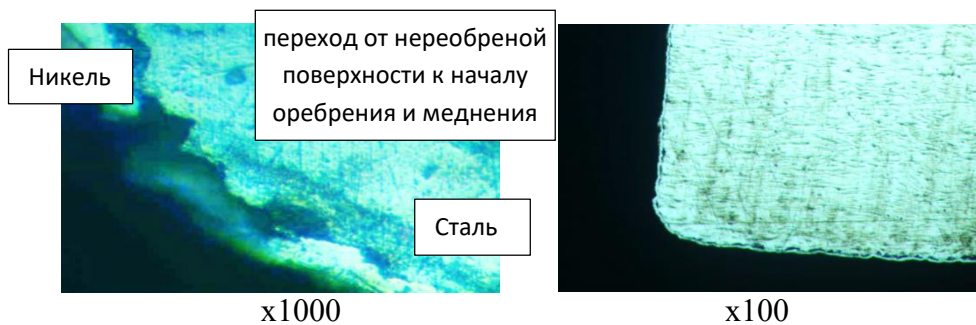 Никель
переход от нереобреной
поверхности к началу
оребрения и меднения
Сталь
x1000
x100